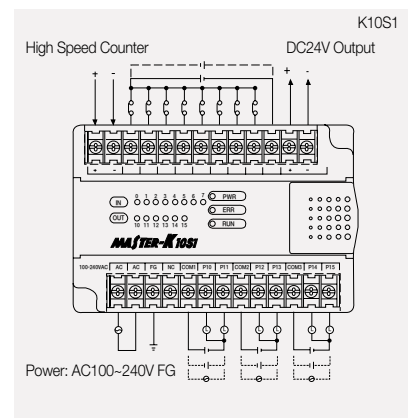 K10S1
High Speed Counter DC24V Output
+ - + -
+ - + -
0 1 2 3 4 5 6 7
IN PWR
ERR
OUT RUN
10 11 12 13 14 15
MASTER-K 10S1
100-240VAC AC AC FG NC COM1 P10 P11 COM2 P12 P13 COM3 P14 P15
Power: AC100~240V FG